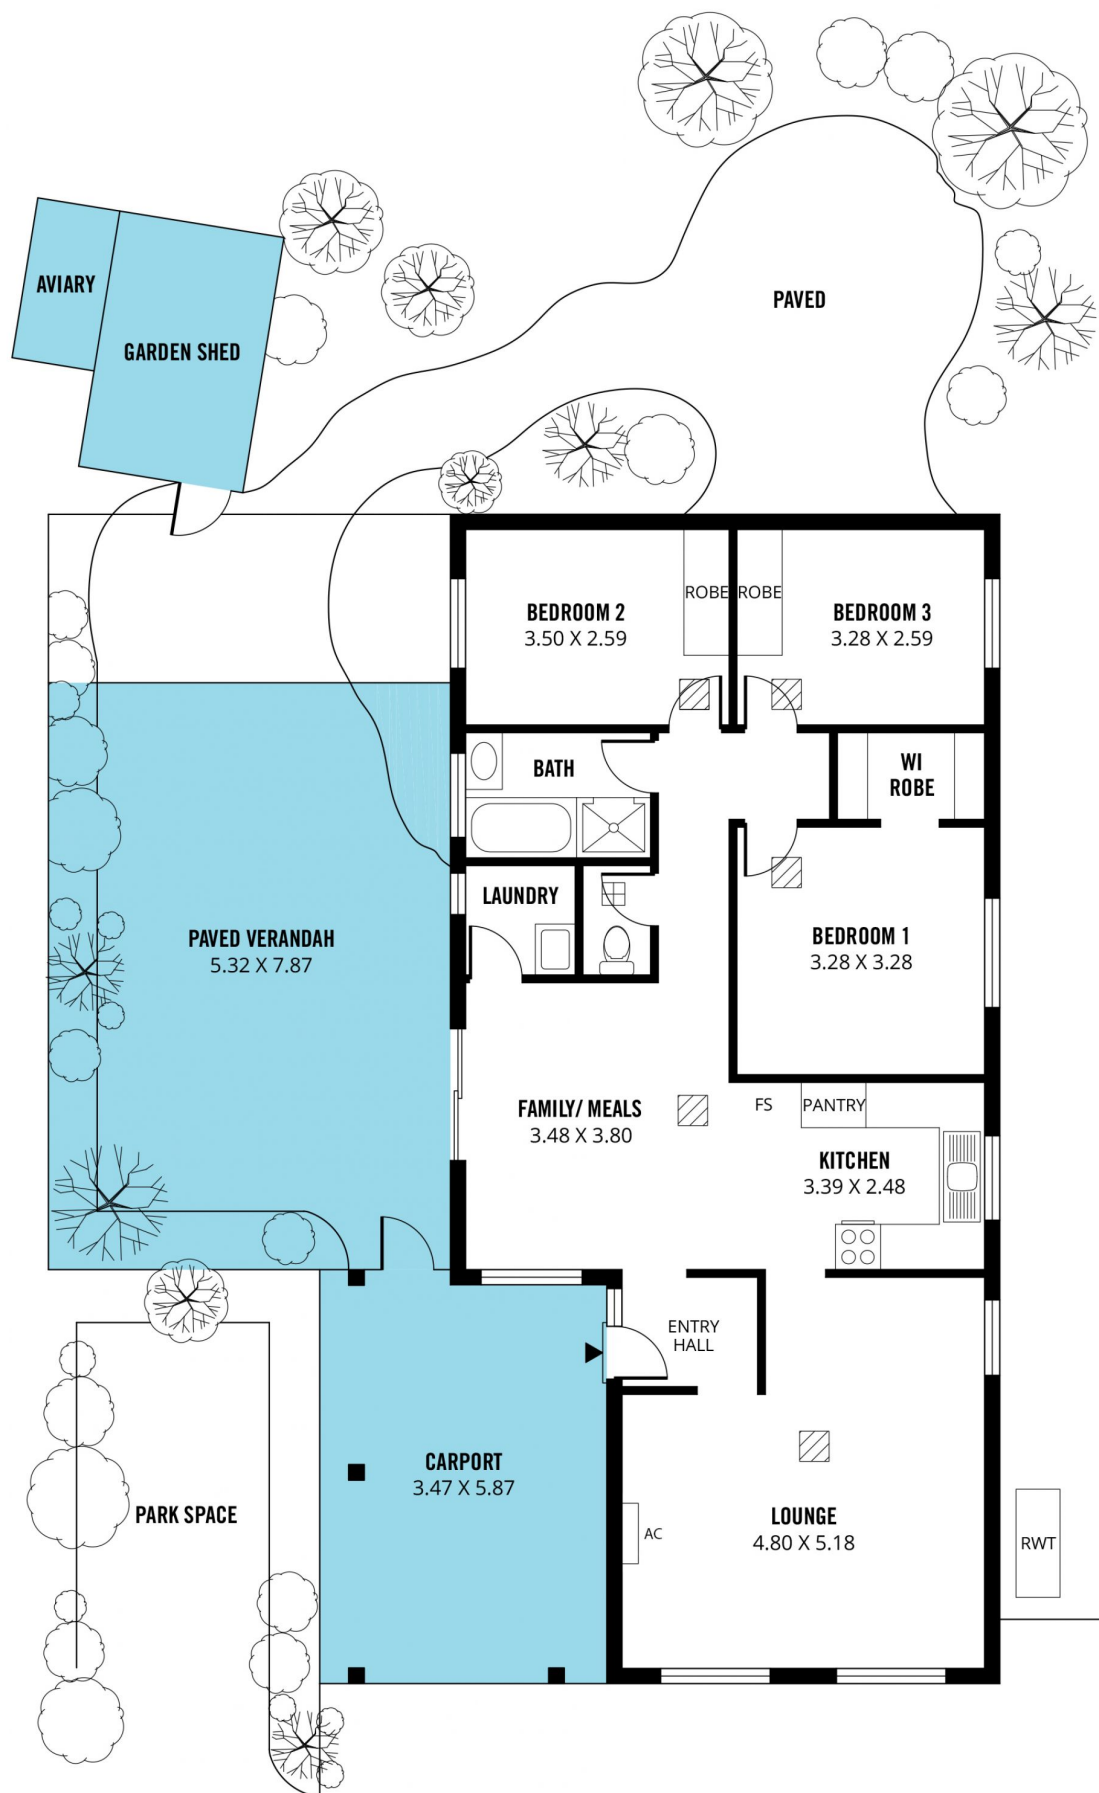 AVIARY
GARDEN SHED
PAVED
BEDROOM 2
3.50 X 2.59
ROBE
ROBE
BEDROOM 3
3.28 X 2.59
BATH
WI
ROBE
LAUNDRY
PAVED VERANDAH
5.32 X 7.87
BEDROOM 1
3.28 X 3.28
FAMILY/ MEALS
3.48 X 3.80
FS
PANTRY
KITCHEN
3.39 X 2.48
ENTRY
HALL
CARPORT
3.47 X 5.87
PARK SPACE
AC
LOUNGE
4.80 X 5.18
RWT